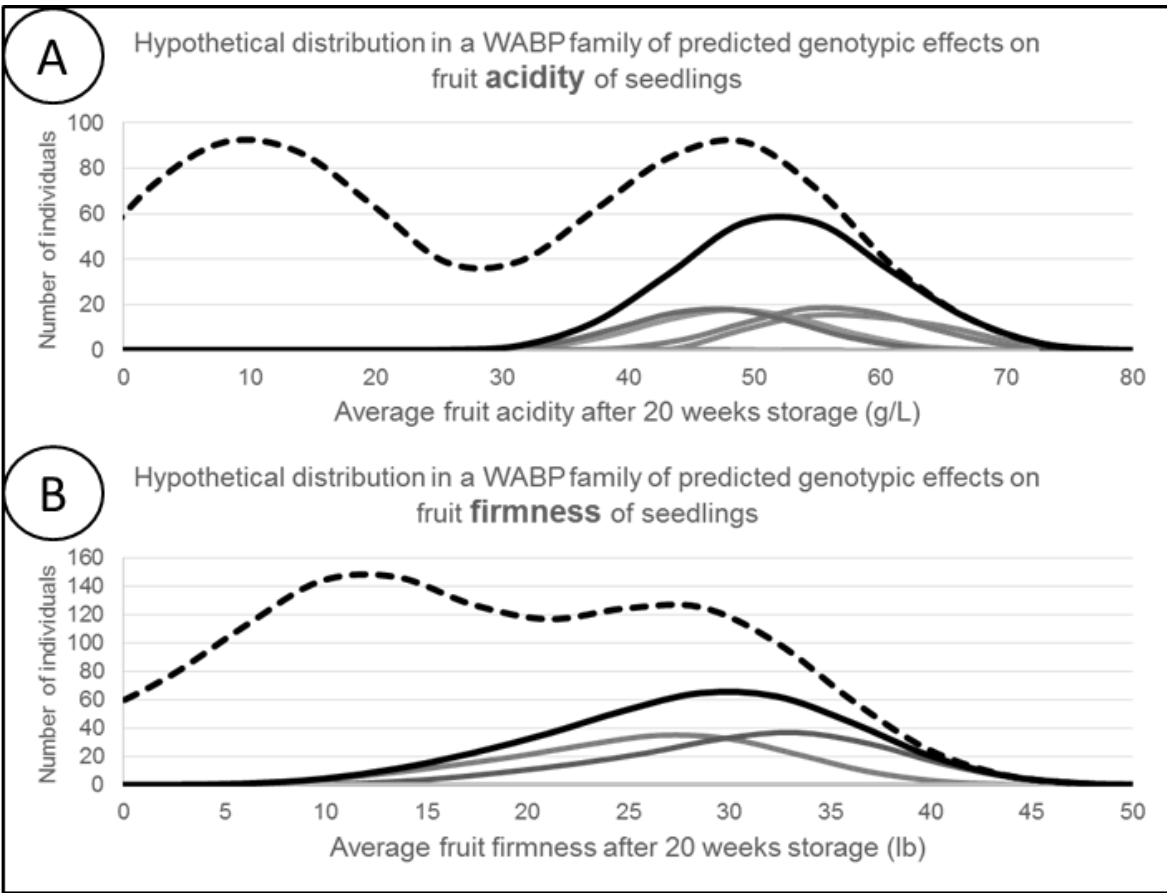 A
Hypothetical distribution in a WABP family of predicted genotypic effects on
fruit acidity of seedlings
Number of individuals
100
80
60
40
20
0
0 10 20 30 40 50 60 70 80
Average fruit acidity after 20 weeks storage (g/L)
B
Hypothetical distribution in a WABP family of predicted genotypic effects on
fruit firmness of seedlings
Number of individuals
160
140
120
100
80
60
40
20
0
0 5 10 15 20 25 30 35 40 45 50
Average fruit firmness after 20 weeks storage (lb)